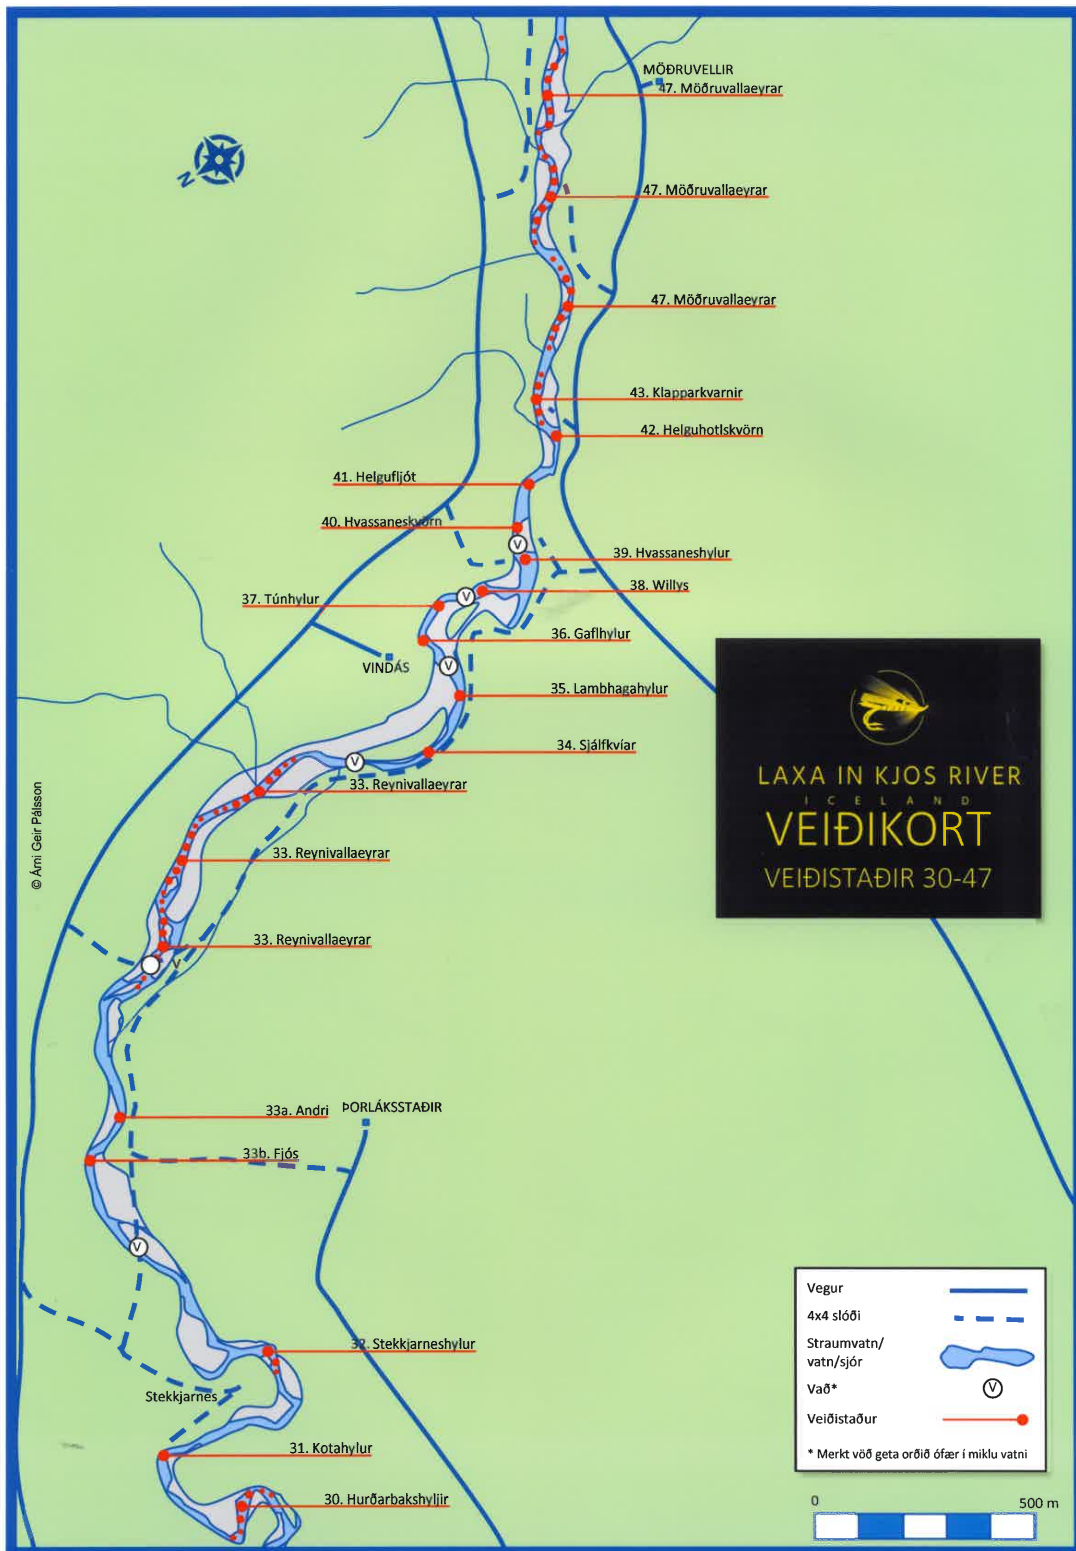 MÖÐRUVELLIR
47. Möðruvallaeyrar
N
47. Möðruvallaeyrar
47. Möðruvallaeyrar
43. Klapparkvarnir
42. Helguhotlskvörn
41. Helgufljót
40. Hvassaneskvörn
V
39. Hvassaneshylur
38. Willys
V
37. Túnhylur
36. Gaflhylur
V
VINDÁS
35. Lambhagahylur
34. Sjálfkvíar
V
33. Reynivallaeyrar
33. Reynivallaeyrar
33. Reynivallaeyrar
V
© Árni Geir Pálsson
LAXA IN KJOS RIVER
ICELAND
VEIÐIKORT
VEIÐISTAÐIR 30-47
33a. Andri
ÞORLÁKSSTAÐIR
33b. Fjós
V
32. Stekkjarneshylur
Stekkjarnes
31. Kotahylur
30. Hurðarbakshyljir
Vegur
4x4 slóði
Straumvatn/
vatn/sjór
Vað*
V
Veiðistaður
* Merkt vöð geta orðið ófær í miklu vatni
0 500 m